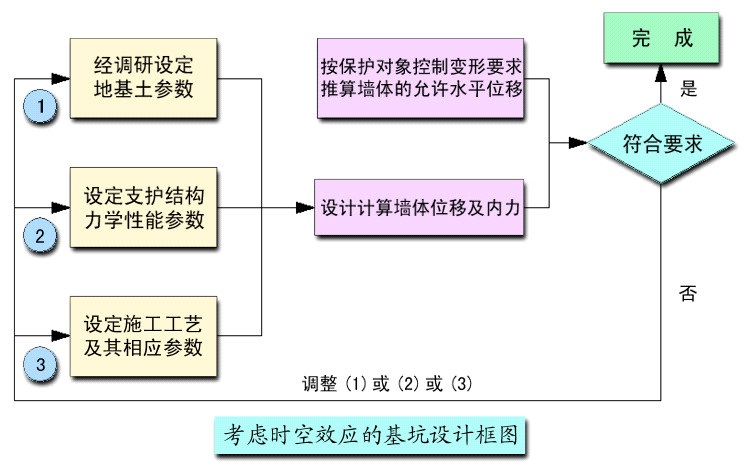 经调研设定
地基土参数
1
设定支护结构
力学性能参数
2
设定施工工艺
及其相应参数
3
按保护对象控制变形要求
推算墙体的允许水平位移
设计计算墙体位移及内力
完 成
是
符合要求
否
调整(1)或(2)或(3)
考虑时空效应的基坑设计框图